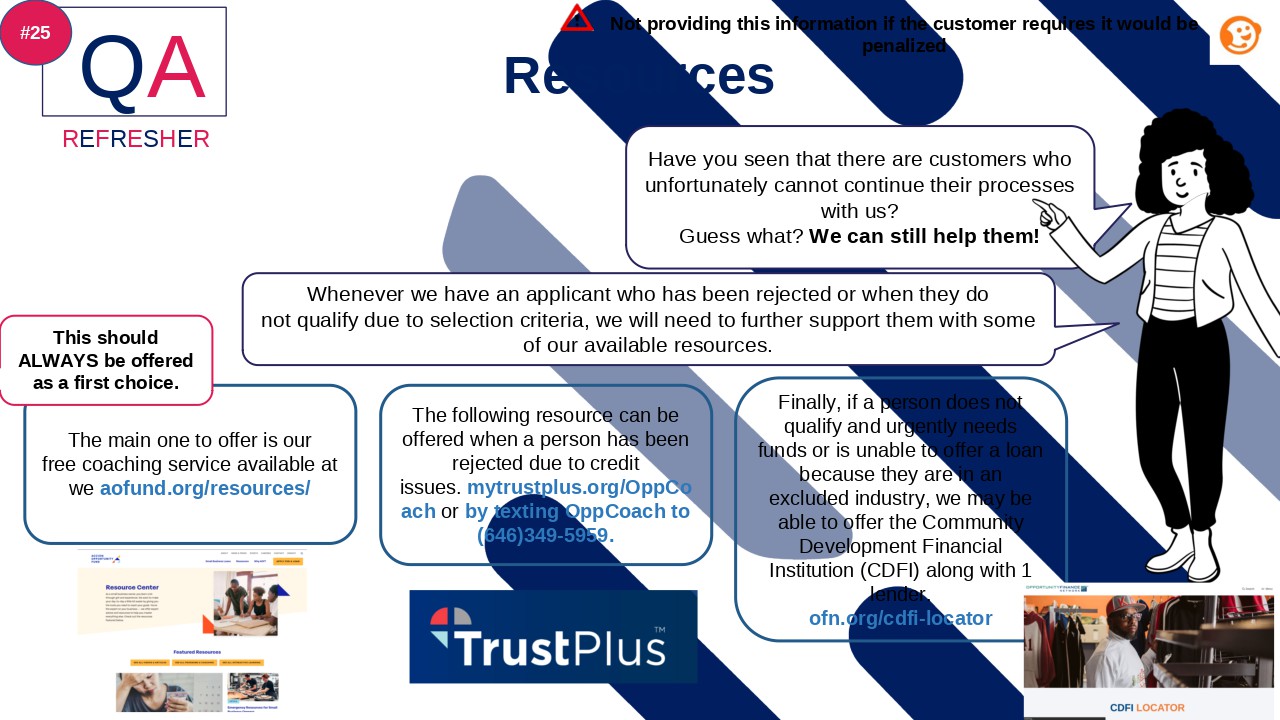 #25
QA
REFRESHER
Not providing this information if the customer requires it would be
penalized
Resources
Have you seen that there are customers who
unfortunately cannot continue their processes
with us?
Guess what? We can still help them!
Whenever we have an applicant who has been rejected or when they do
not qualify due to selection criteria, we will need to further support them with some
of our available resources.
This should
ALWAYS be offered
as a first choice.
The main one to offer is our
free coaching service available at
we aofund.org/resources/
The following resource can be
offered when a person has been
rejected due to credit
issues. mytrustplus.org/OppCo
ach or by texting OppCoach to
(646)349-5959.
Finally, if a person does not
qualify and urgently needs
funds or is unable to offer a loan
because they are in an
excluded industry, we may be
able to offer the Community
Development Financial
Institution (CDFI) along with 1
lender.
ofn.org/cdfi-locator
Resource Center
Featured Resources
TrustPlus™
OPPORTUNITY FINANCE
NETWORK
CDFI LOCATOR